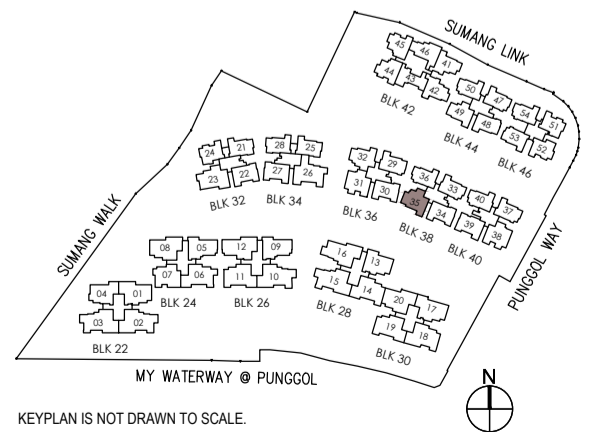 SUMANG LINK
45 46 41
44 43 42
BLK 42
50 47
49 48
BLK 44
54 51
53 52
BLK 46
24 21
23 22
BLK 32
28 25
27 26
BLK 34
32 29
31 30
BLK 36
36 33
35 34
BLK 38
40 37
39 38
BLK 40
SUMANG WALK
PUNGGOL WAY
08 05
07 06
BLK 24
12 09
11 10
BLK 26
16 13
15 14
BLK 28
20 17
19 18
BLK 30
04 01
03 02
BLK 22
MY WATERWAY @ PUNGGOL
N
KEYPLAN IS NOT DRAWN TO SCALE.